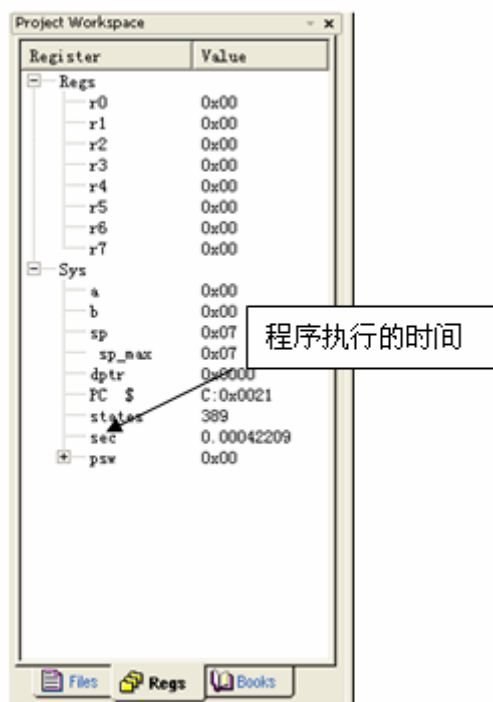 Project Workspace
Register Value
Regs
r0 0x00
r1 0x00
r2 0x00
r3 0x00
r4 0x00
r5 0x00
r6 0x00
r7 0x00
Sys
a 0x00
b 0x00
sp 0x07
sp_max 0x07
dptr 0x0000
PC $ C:0x0021
states 389
sec 0.00042209
psw 0x00
程序执行的时间
Files Regs Books